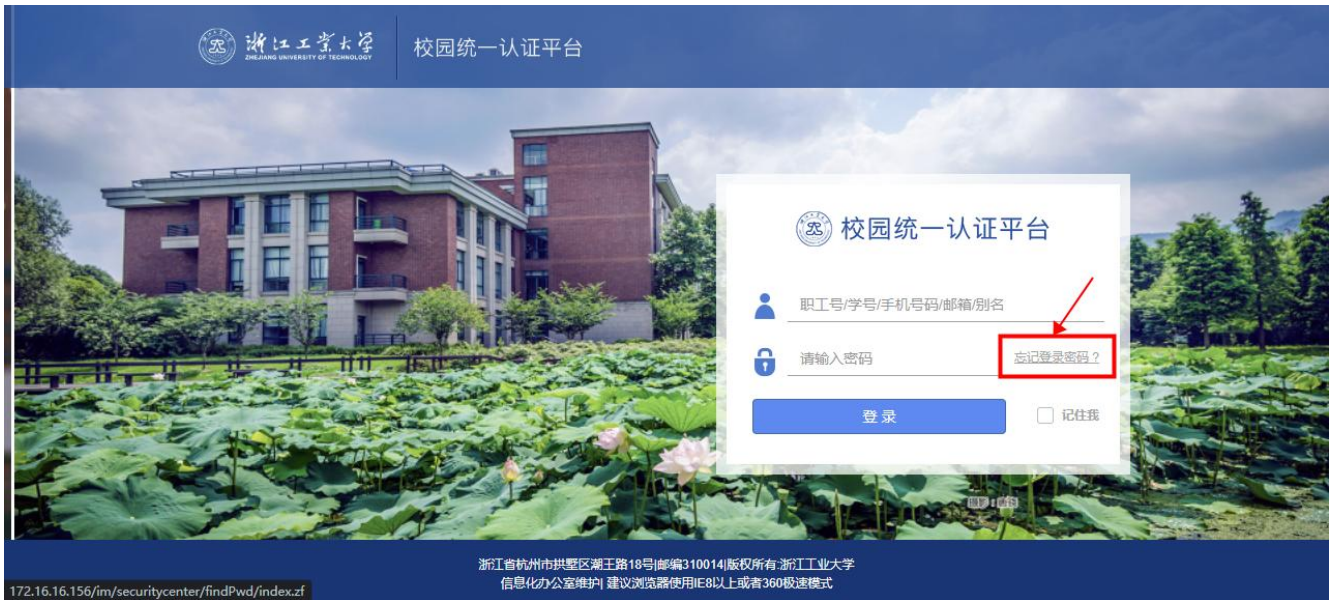 浙江工业大学
ZHEJIANG UNIVERSITY OF TECHNOLOGY
校园统一认证平台
校园统一认证平台
职工号/学号/手机号码/邮箱/别名
请输入密码
忘记登录密码?
登 录
记住我
浙江省杭州市拱墅区潮王路18号|邮编310014|版权所有:浙江工业大学
信息化办公室维护| 建议浏览器使用IE8以上或者360极速模式
172.16.16.156/im/securitycenter/findPwd/index.zf